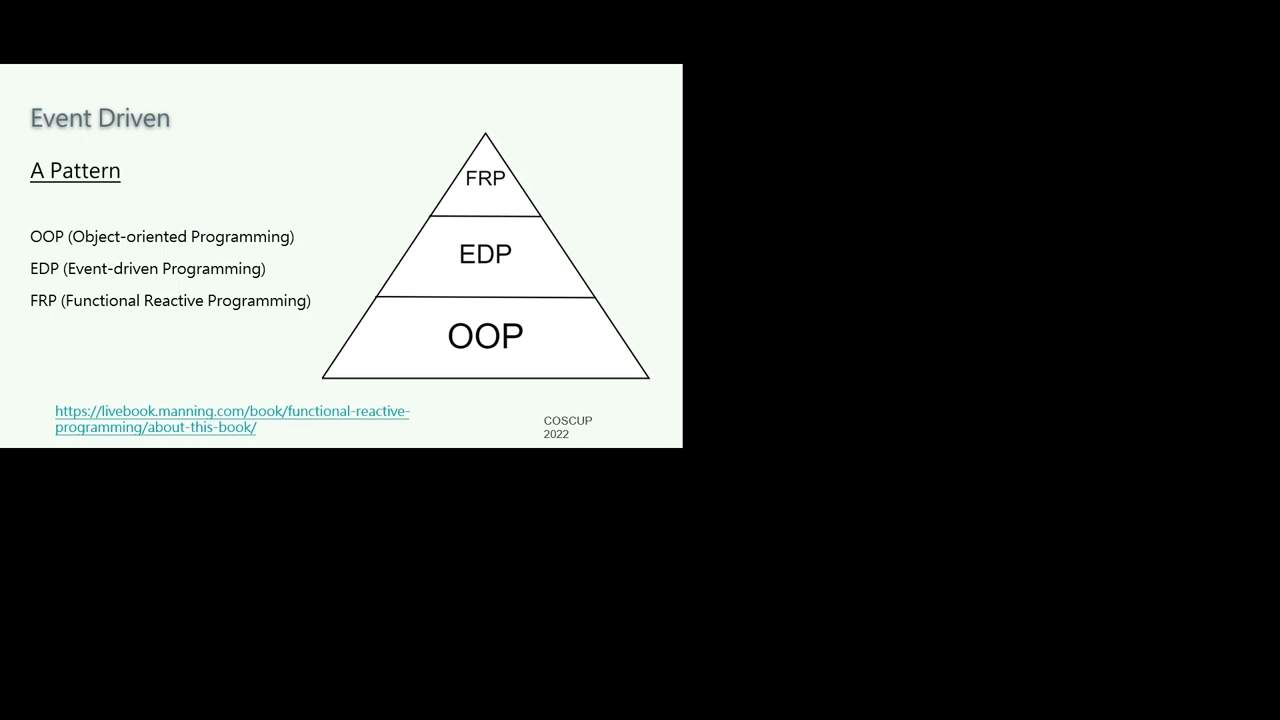 Event Driven
A Pattern
OOP (Object-oriented Programming)
EDP (Event-driven Programming)
FRP (Functional Reactive Programming)
FRP
EDP
OOP
https://livebook.manning.com/book/functional-reactive-
programming/about-this-book/
COSCUP
2022